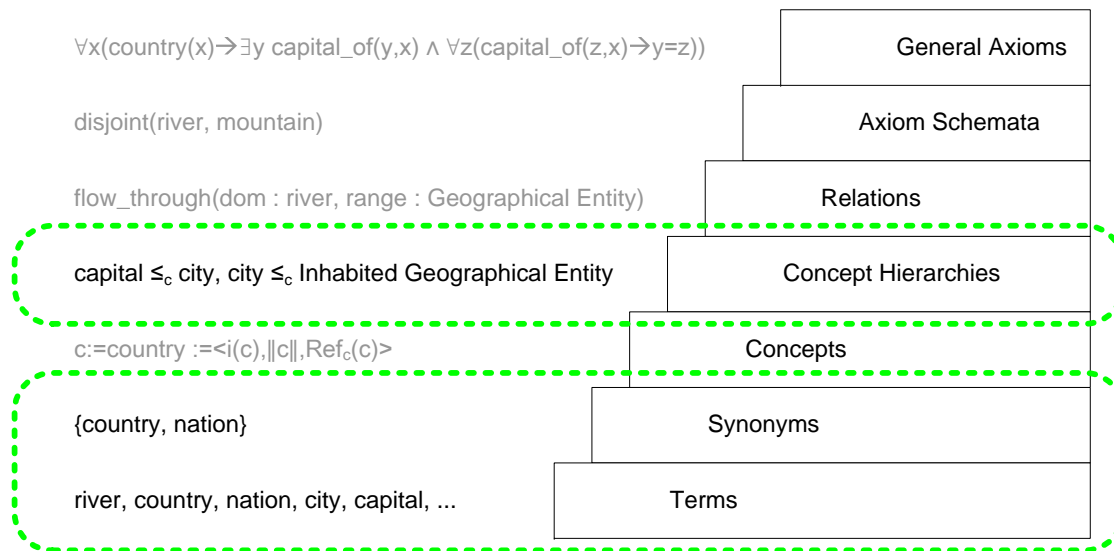 ∀x(country(x)→∃y capital_of(y,x) ∧ ∀z(capital_of(z,x)→y=z)) General Axioms
disjoint(river, mountain) Axiom Schemata
flow_through(dom : river, range : Geographical Entity) Relations
capital ≤c city, city ≤c Inhabited Geographical Entity Concept Hierarchies
c:=country :=<i(c),‖c‖,Refc(c)> Concepts
{country, nation} Synonyms
river, country, nation, city, capital, ... Terms